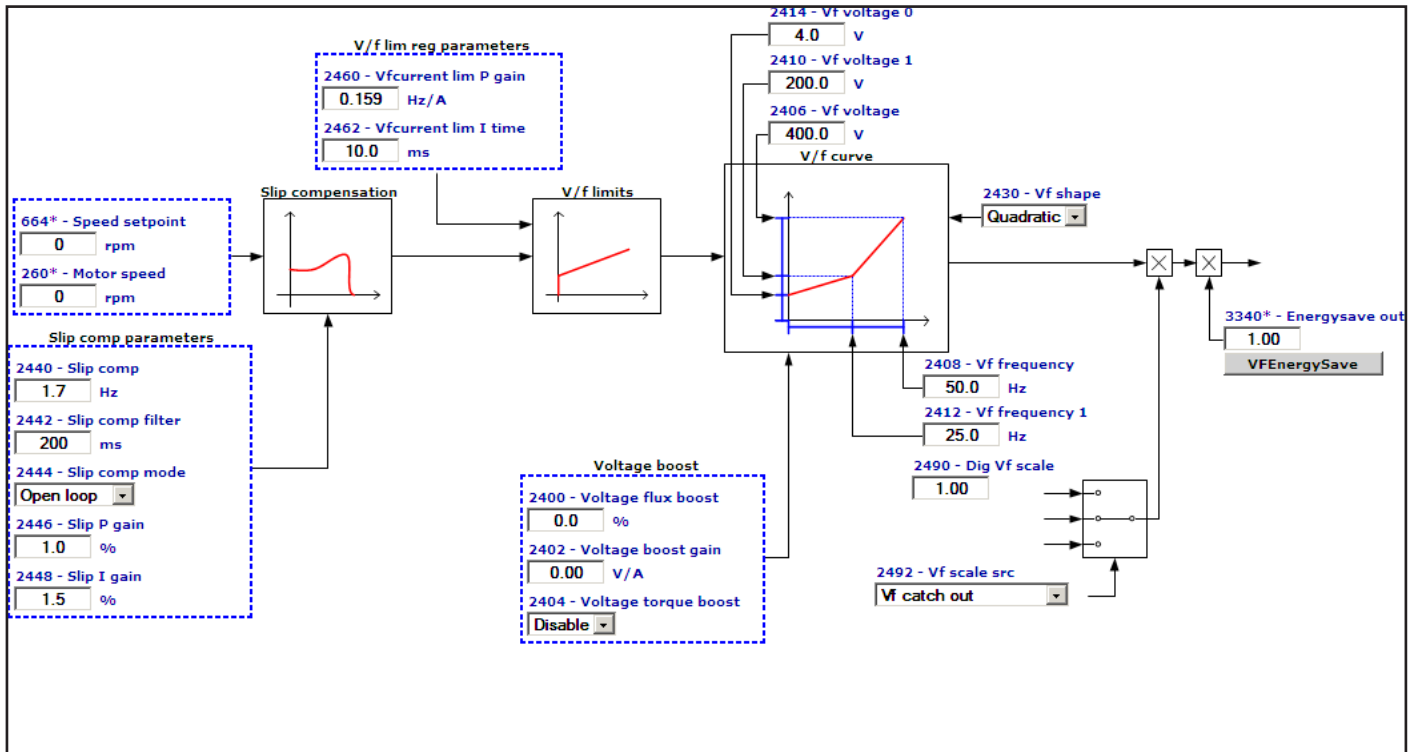 2414 - Vf voltage 0
4.0 V
V/f lim reg parameters
2460 - Vfcurrent lim P gain
0.159 Hz/A
2462 - Vfcurrent lim I time
10.0 ms
2410 - Vf voltage 1
200.0 V
2406 - Vf voltage
400.0 V
V/f curve
Slip compensation
V/f limits
2430 - Vf shape
Quadratic
664* - Speed setpoint
0 rpm
260* - Motor speed
0 rpm
3340* - Energysave out
1.00
VFEnergySave
Slip comp parameters
2440 - Slip comp
1.7 Hz
2442 - Slip comp filter
200 ms
2444 - Slip comp mode
Open loop
2446 - Slip P gain
1.0 %
2448 - Slip I gain
1.5 %
2408 - Vf frequency
50.0 Hz
2412 - Vf frequency 1
25.0 Hz
2490 - Dig Vf scale
1.00
Voltage boost
2400 - Voltage flux boost
0.0 %
2402 - Voltage boost gain
0.00 V/A
2404 - Voltage torque boost
Disable
2492 - Vf scale src
Vf catch out